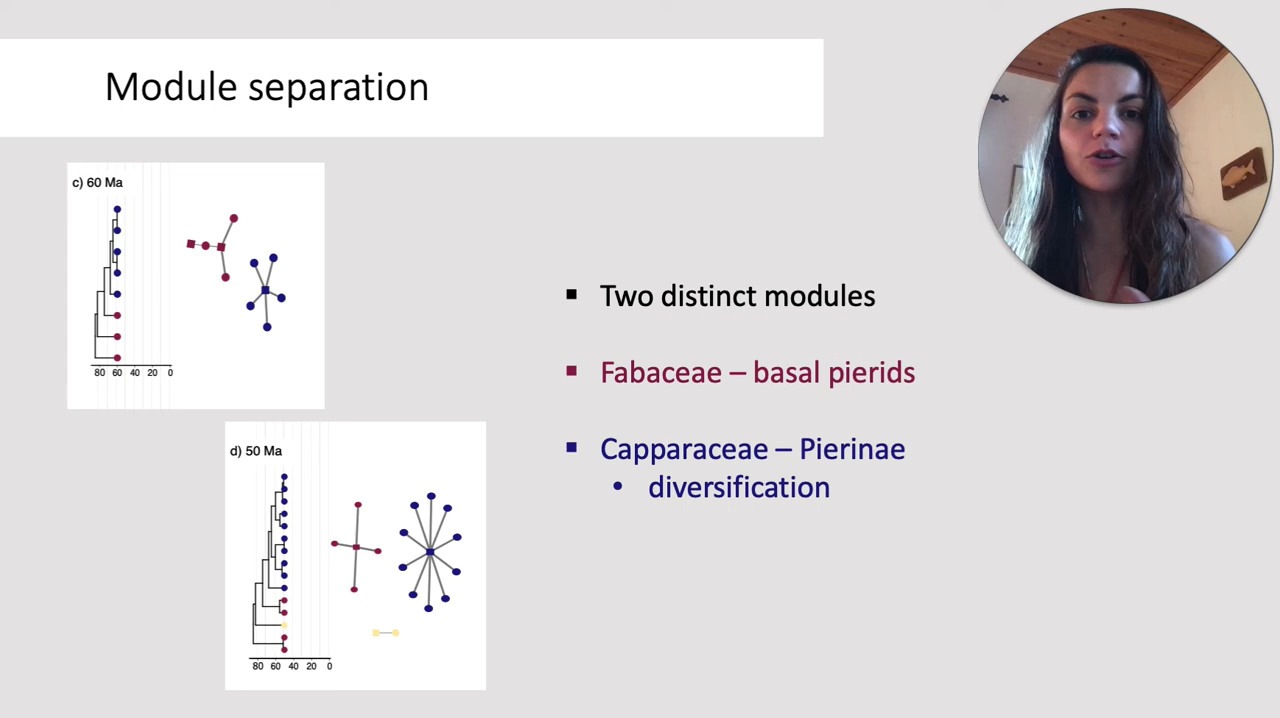 Module separation
c) 60 Ma
80 60 40 20 0
d) 50 Ma
80 60 40 20 0
Two distinct modules
Fabaceae – basal pierids
Capparaceae – Pierinae
diversification